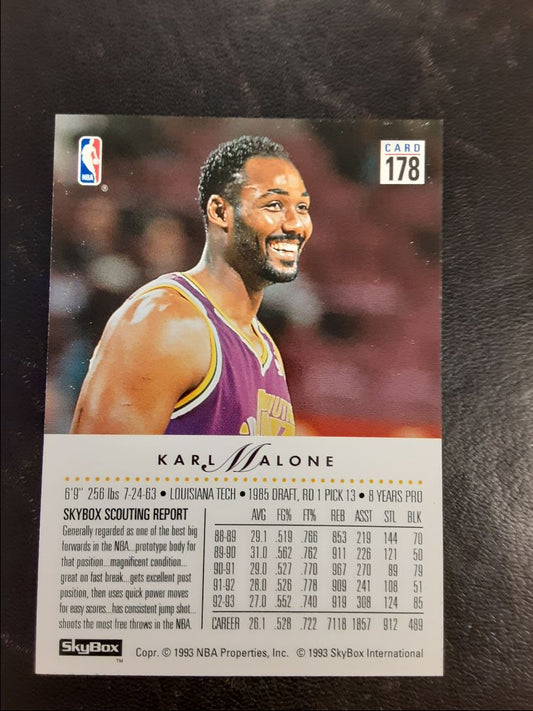 NBA
®
CARD
178
UTAH
KARL MALONE
6'9" 256 lbs 7-24-63 • LOUISIANA TECH • 1985 DRAFT, RD 1 PICK 13 • 8 YEARS PRO
SKYBOX SCOUTING REPORT
Generally regarded as one of the best big
forwards in the NBA...prototype body for
that position...magnificent condition...
great on fast break...gets excellent post
position, then uses quick power moves
for easy scores...has consistent jump shot...
shoots the most free throws in the NBA.
AVG FG% FT% REB ASST STL BLK
88-89 29.1 .519 .766 853 219 144 70
89-90 31.0 .562 .762 911 226 121 50
90-91 29.0 .527 .770 967 270 89 79
91-92 28.0 .526 .778 909 241 108 51
92-93 27.0 .552 .740 919 308 124 85
CAREER 26.1 .528 .722 7118 1857 912 489
SkyBox
TM
Copr. © 1993 NBA Properties, Inc. © 1993 SkyBox International